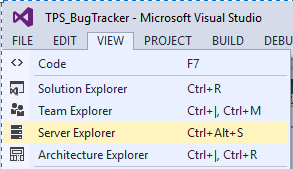 TPS_BugTracker - Microsoft Visual Studio
FILE EDIT VIEW PROJECT BUILD DEBU
Code F7
Solution Explorer Ctrl+R
Team Explorer Ctrl+|, Ctrl+M
Server Explorer Ctrl+Alt+S
Architecture Explorer Ctrl+|, Ctrl+R